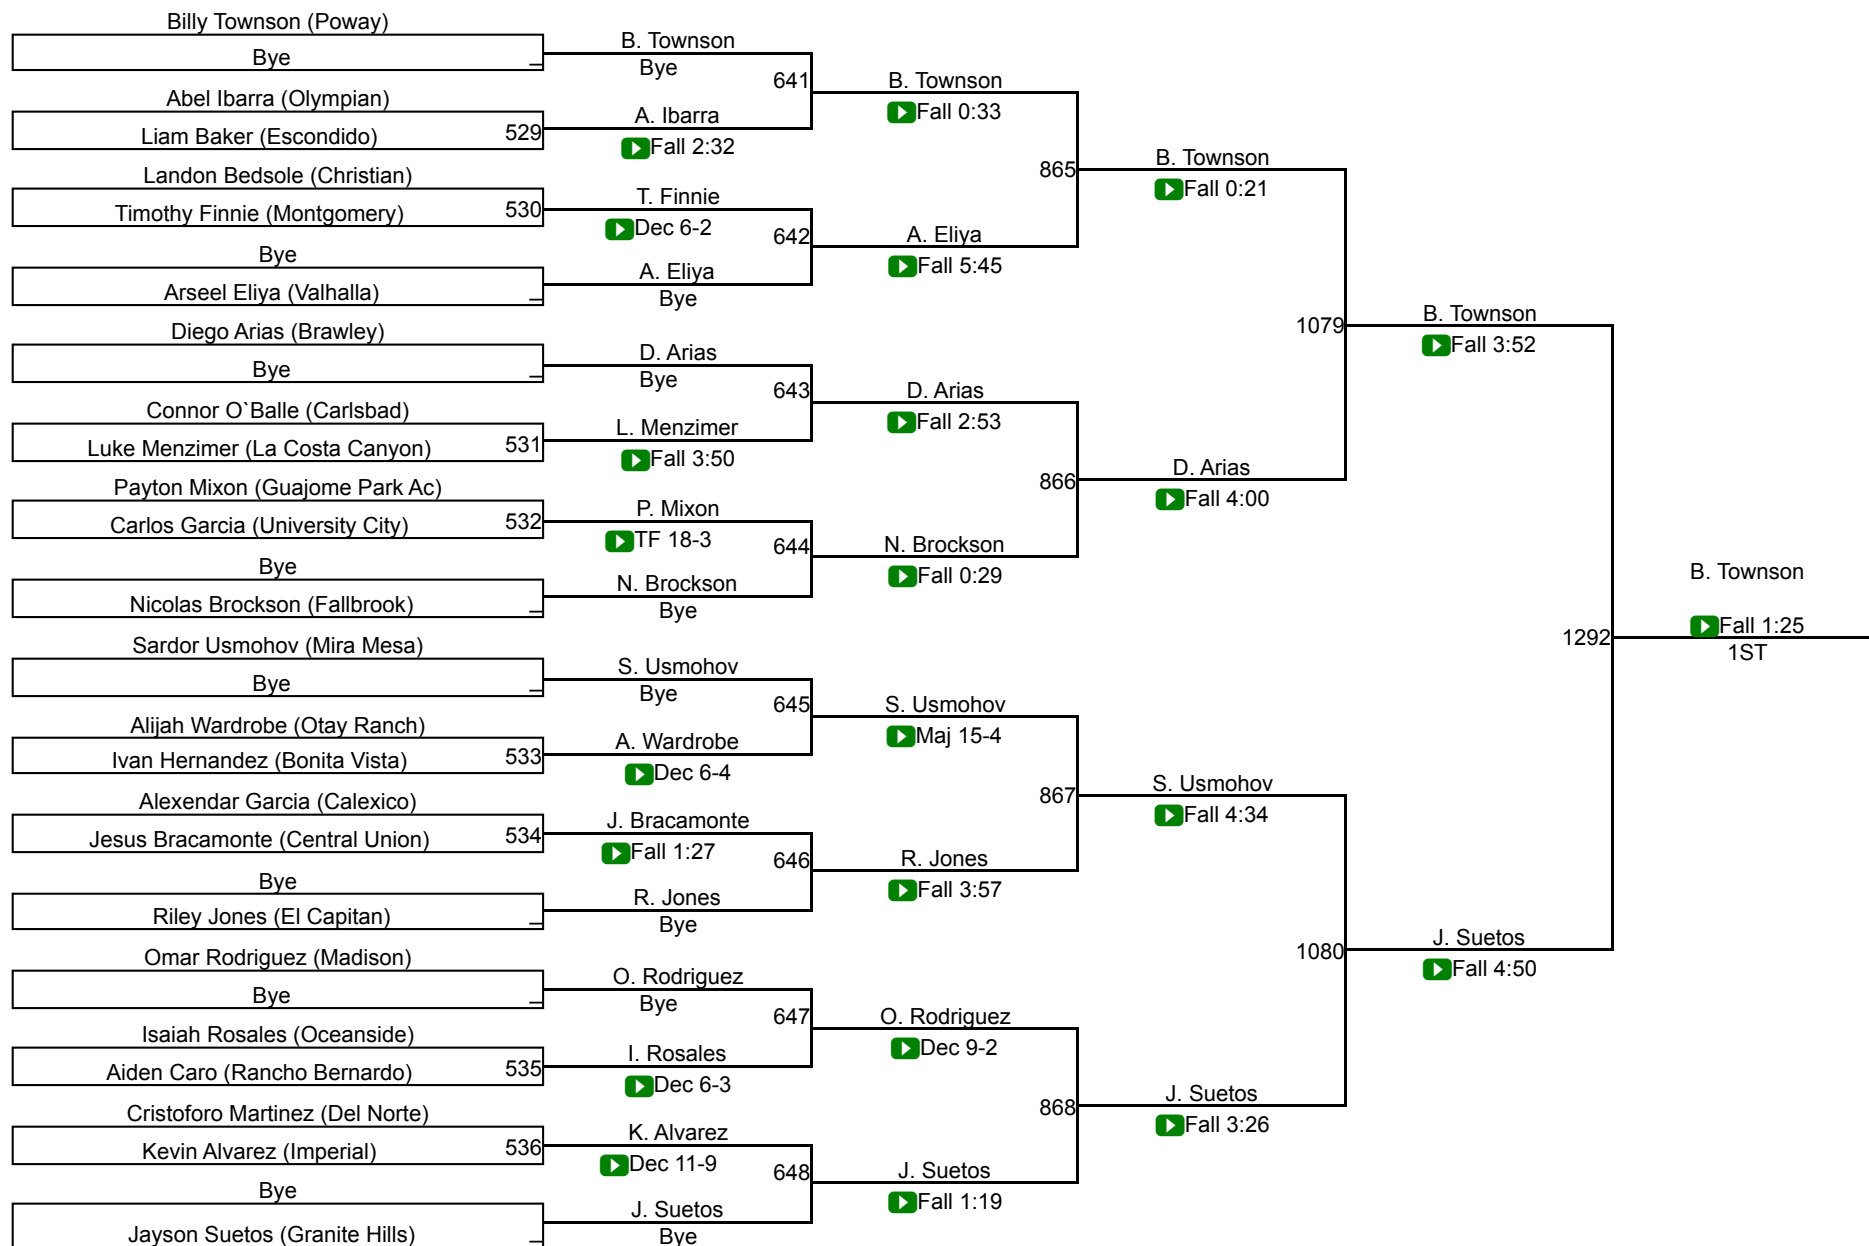 Billy Townson (Poway)
Bye
Abel Ibarra (Olympian)
Liam Baker (Escondido) 529
Landon Bedsole (Christian)
Timothy Finnie (Montgomery) 530
Bye
Arseel Eliya (Valhalla)
Diego Arias (Brawley)
Bye
Connor O`Balle (Carlsbad)
Luke Menzimer (La Costa Canyon) 531
Payton Mixon (Guajome Park Ac)
Carlos Garcia (University City) 532
Bye
Nicolas Brockson (Fallbrook)
Sardor Usmohov (Mira Mesa)
Bye
Alijah Wardrobe (Otay Ranch)
Ivan Hernandez (Bonita Vista) 533
Alexendar Garcia (Calexico)
Jesus Bracamonte (Central Union) 534
Bye
Riley Jones (El Capitan)
Omar Rodriguez (Madison)
Bye
Isaiah Rosales (Oceanside)
Aiden Caro (Rancho Bernardo) 535
Cristoforo Martinez (Del Norte)
Kevin Alvarez (Imperial) 536
Bye
Jayson Suetos (Granite Hills)
B. Townson
Bye
641
A. Ibarra
Fall 2:32
T. Finnie
Dec 6-2
642
A. Eliya
Bye
D. Arias
Bye
643
L. Menzimer
Fall 3:50
P. Mixon
TF 18-3
644
N. Brockson
Bye
S. Usmohov
Bye
645
A. Wardrobe
Dec 6-4
J. Bracamonte
Fall 1:27
646
R. Jones
Bye
O. Rodriguez
Bye
647
I. Rosales
Dec 6-3
K. Alvarez
Dec 11-9
648
J. Suetos
Bye
B. Townson
Fall 0:33
865
A. Eliya
Fall 5:45
D. Arias
Fall 2:53
866
N. Brockson
Fall 0:29
S. Usmohov
Maj 15-4
867
R. Jones
Fall 3:57
O. Rodriguez
Dec 9-2
868
J. Suetos
Fall 1:19
B. Townson
Fall 0:21
1079
D. Arias
Fall 4:00
S. Usmohov
Fall 4:34
1080
J. Suetos
Fall 3:26
B. Townson
Fall 3:52
1292
J. Suetos
Fall 4:50
B. Townson
Fall 1:25
1ST